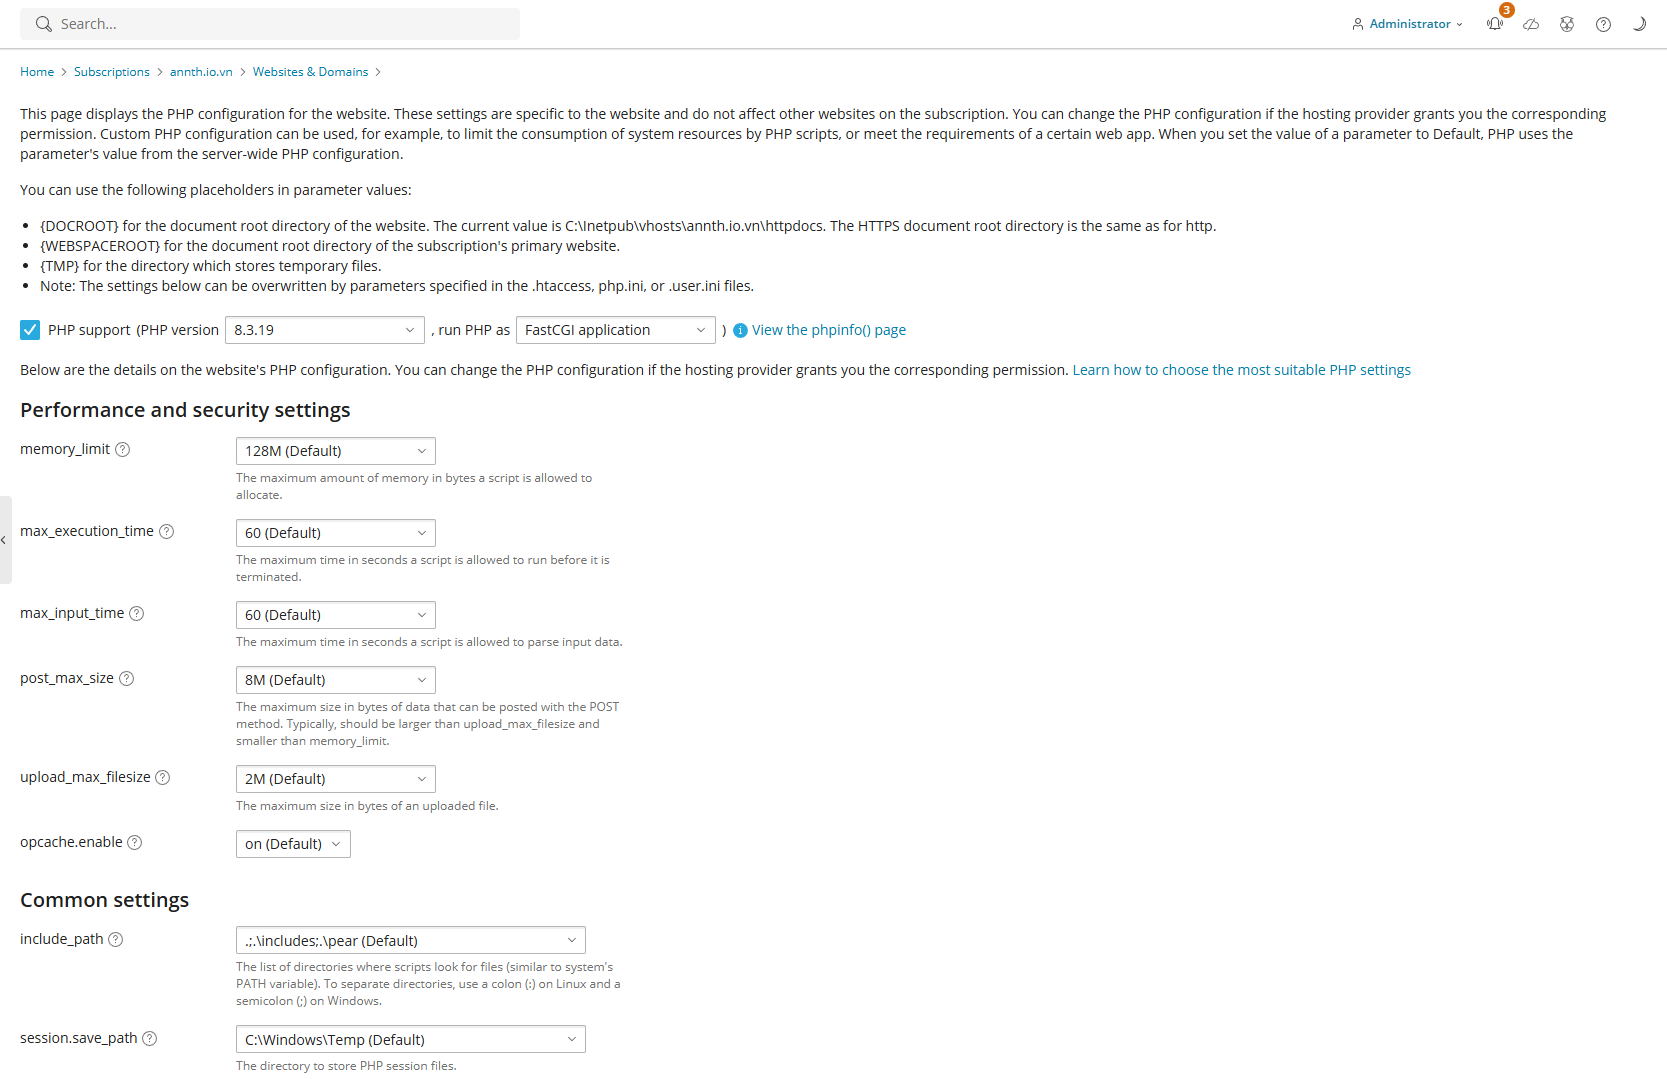 Search...
Administrator
3
Home > Subscriptions > annth.io.vn > Websites & Domains >
This page displays the PHP configuration for the website. These settings are specific to the website and do not affect other websites on the subscription. You can change the PHP configuration if the hosting provider grants you the corresponding
permission. Custom PHP configuration can be used, for example, to limit the consumption of system resources by PHP scripts, or meet the requirements of a certain web app. When you set the value of a parameter to Default, PHP uses the
parameter's value from the server-wide PHP configuration.
You can use the following placeholders in parameter values:
• {DOCROOT} for the document root directory of the website. The current value is C:\Inetpub\vhosts\annth.io.vn\httpdocs. The HTTPS document root directory is the same as for http.
• {WEBSPACEROOT} for the document root directory of the subscription's primary website.
• {TMP} for the directory which stores temporary files.
• Note: The settings below can be overwritten by parameters specified in the .htaccess, php.ini, or .user.ini files.
PHP support (PHP version 8.3.19 , run PHP as FastCGI application ) View the phpinfo() page
Below are the details on the website's PHP configuration. You can change the PHP configuration if the hosting provider grants you the corresponding permission. Learn how to choose the most suitable PHP settings
Performance and security settings
memory_limit 128M (Default)
The maximum amount of memory in bytes a script is allowed to
allocate.
max_execution_time 60 (Default)
The maximum time in seconds a script is allowed to run before it is
terminated.
max_input_time 60 (Default)
The maximum time in seconds a script is allowed to parse input data.
post_max_size 8M (Default)
The maximum size in bytes of data that can be posted with the POST
method. Typically, should be larger than upload_max_filesize and
smaller than memory_limit.
upload_max_filesize 2M (Default)
The maximum size in bytes of an uploaded file.
opcache.enable on (Default)
Common settings
include_path .;.\includes;.\pear (Default)
The list of directories where scripts look for files (similar to system's
PATH variable). To separate directories, use a colon (:) on Linux and a
semicolon (;) on Windows.
session.save_path C:\Windows\Temp (Default)
The directory to store PHP session files.